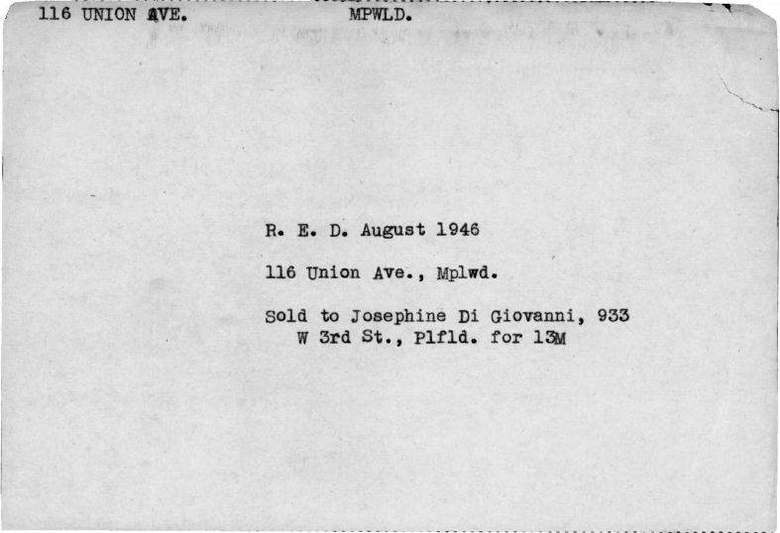 116 UNION AVE. MPWLD.
R. E. D. August 1946
116 Union Ave., Mplwd.
Sold to Josephine Di Giovanni, 933
W 3rd St., Plfld. for 13M